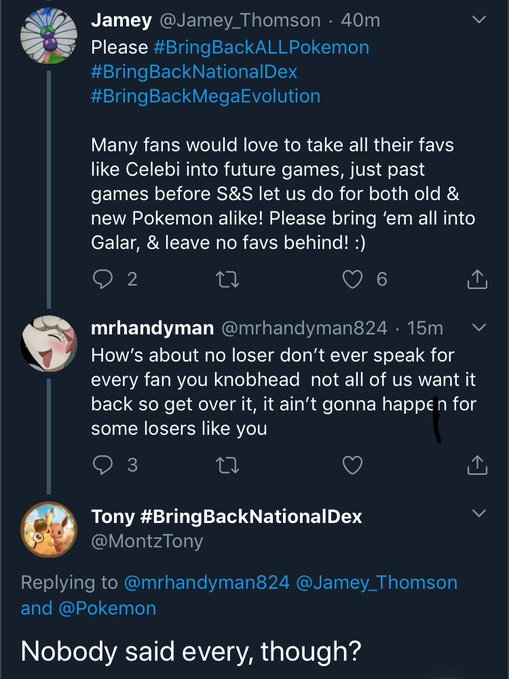 Jamey @Jamey_Thomson · 40m
Please #BringBackALLPokemon
#BringBackNationalDex
#BringBackMegaEvolution
Many fans would love to take all their favs
like Celebi into future games, just past
games before S&S let us do for both old &
new Pokemon alike! Please bring ‘em all into
Galar, & leave no favs behind! :)
2 6
mrhandyman @mrhandyman824 · 15m
How’s about no loser don’t ever speak for
every fan you knobhead  not all of us want it
back so get over it, it ain’t gonna happen for
some losers like you
3
Tony #BringBackNationalDex
@MontzTony
Replying to @mrhandyman824 @Jamey_Thomson
and @Pokemon
Nobody said every, though?